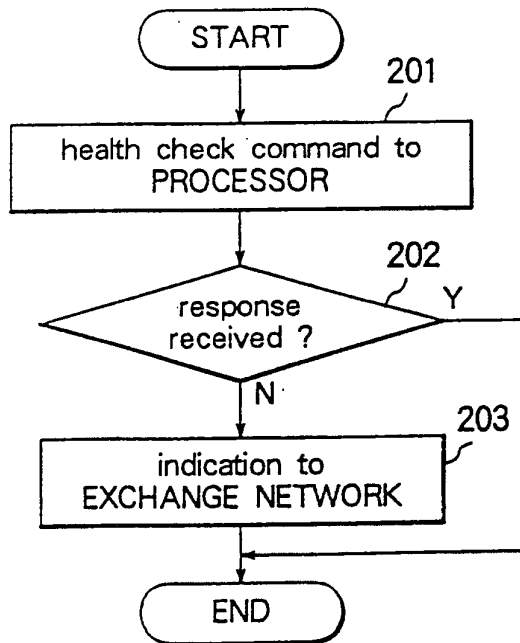 START
201
health check command to
PROCESSOR
202
Y
response
received ?
N
203
indication to
EXCHANGE NETWORK
END